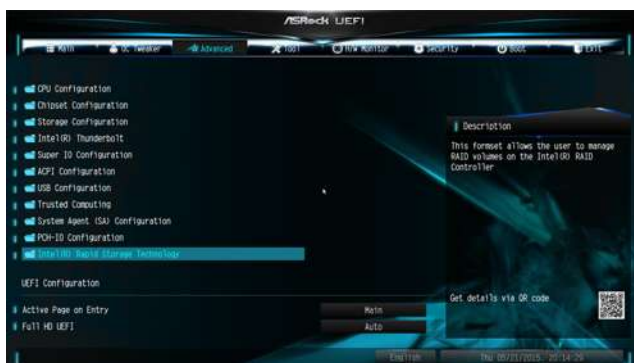 ASRock UEFI
Main
OC Tweaker
Advanced
Tool
H/W Monitor
Security
Boot
Exit
CPU Configuration
Chipset Configuration
Storage Configuration
Intel(R) Thunderbolt
Super IO Configuration
ACPI Configuration
USB Configuration
Trusted Computing
System Agent (SA) Configuration
PCH-IO Configuration
Intel(R) Rapid Storage Technology
UEFI Configuration
Active Page on Entry
Main
Full HD UEFI
Auto
Description
This formset allows the user to manage
RAID volumes on the Intel(R) RAID
Controller
Get details via QR code
English
Thu